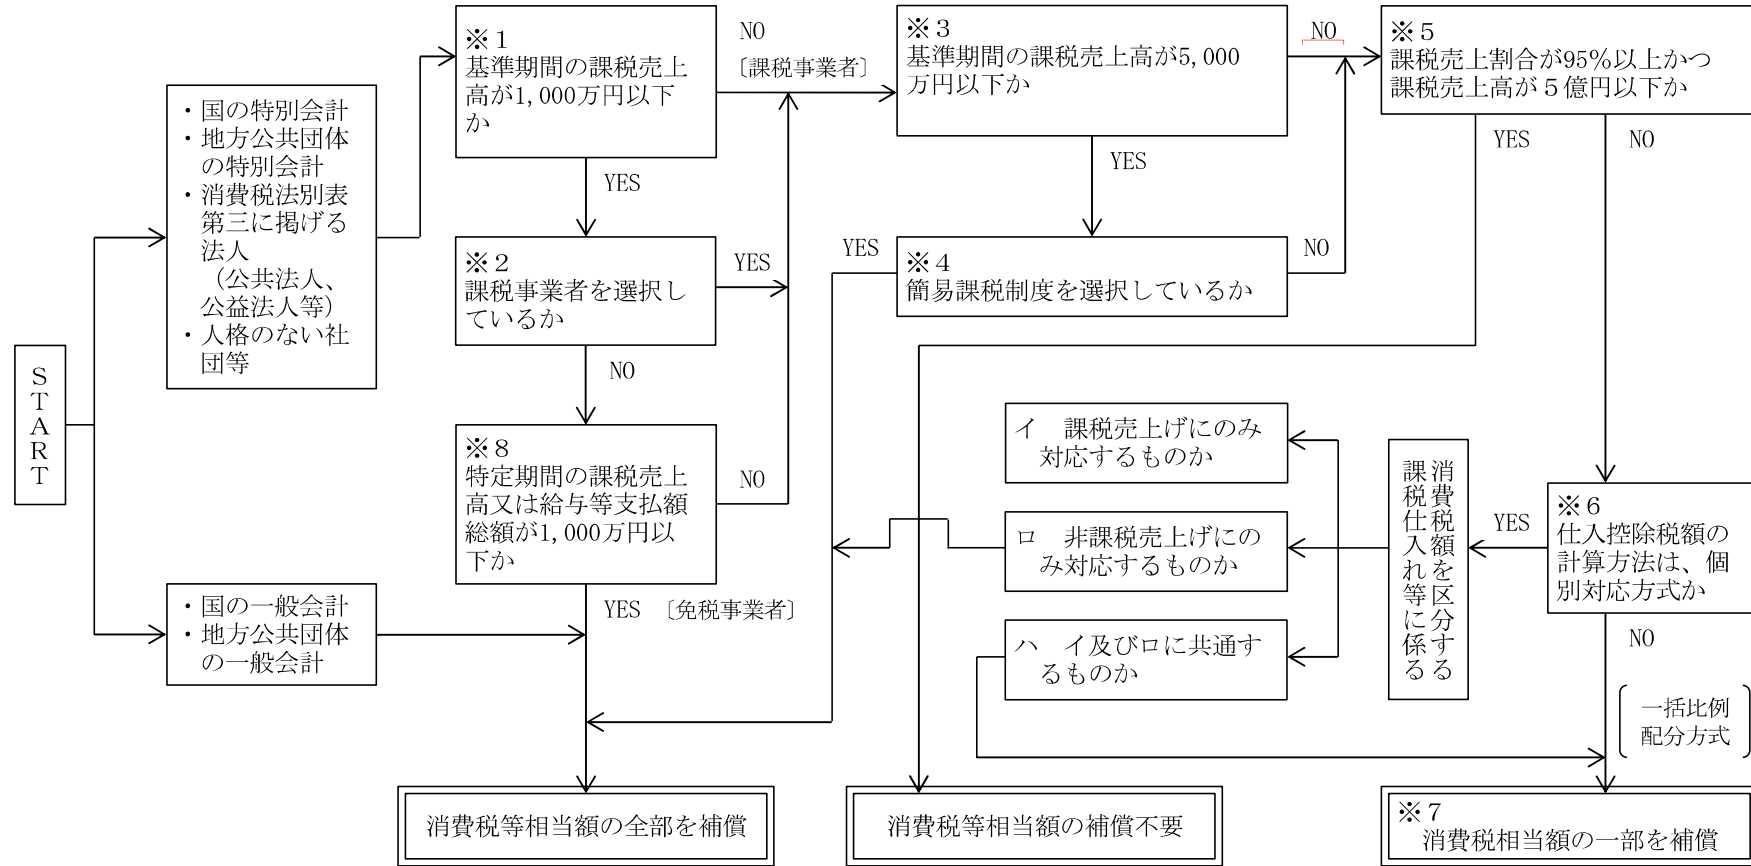 START
・国の特別会計
・地方公共団体
の特別会計
・消費税法別表
第三に掲げる
法人
（公共法人、
公益法人等）
・人格のない社
団等
・国の一般会計
・地方公共団体
の一般会計
※１
基準期間の課税売上
高が1,000万円以下
か
NO
〔課税事業者〕
YES
※２
課税事業者を選択し
ているか
YES
NO
※８
特定期間の課税売上
高又は給与等支払額
総額が1,000万円以
下か
NO
YES 〔免税事業者〕
※３
基準期間の課税売上高が5,000
万円以下か
NO
YES
※４
簡易課税制度を選択しているか
YES
NO
※５
課税売上割合が95%以上かつ
課税売上高が５億円以下か
YES
NO
※６
仕入控除税額の
計算方法は、個
別対応方式か
YES
NO
一括比例
配分方式
課税仕入れ等に係る
消費税額を区分する
イ　課税売上げにのみ
対応するものか
ロ　非課税売上げにの
み対応するものか
ハ　イ及びロに共通す
るものか
消費税等相当額の全部を補償
消費税等相当額の補償不要
※７
消費税相当額の一部を補償